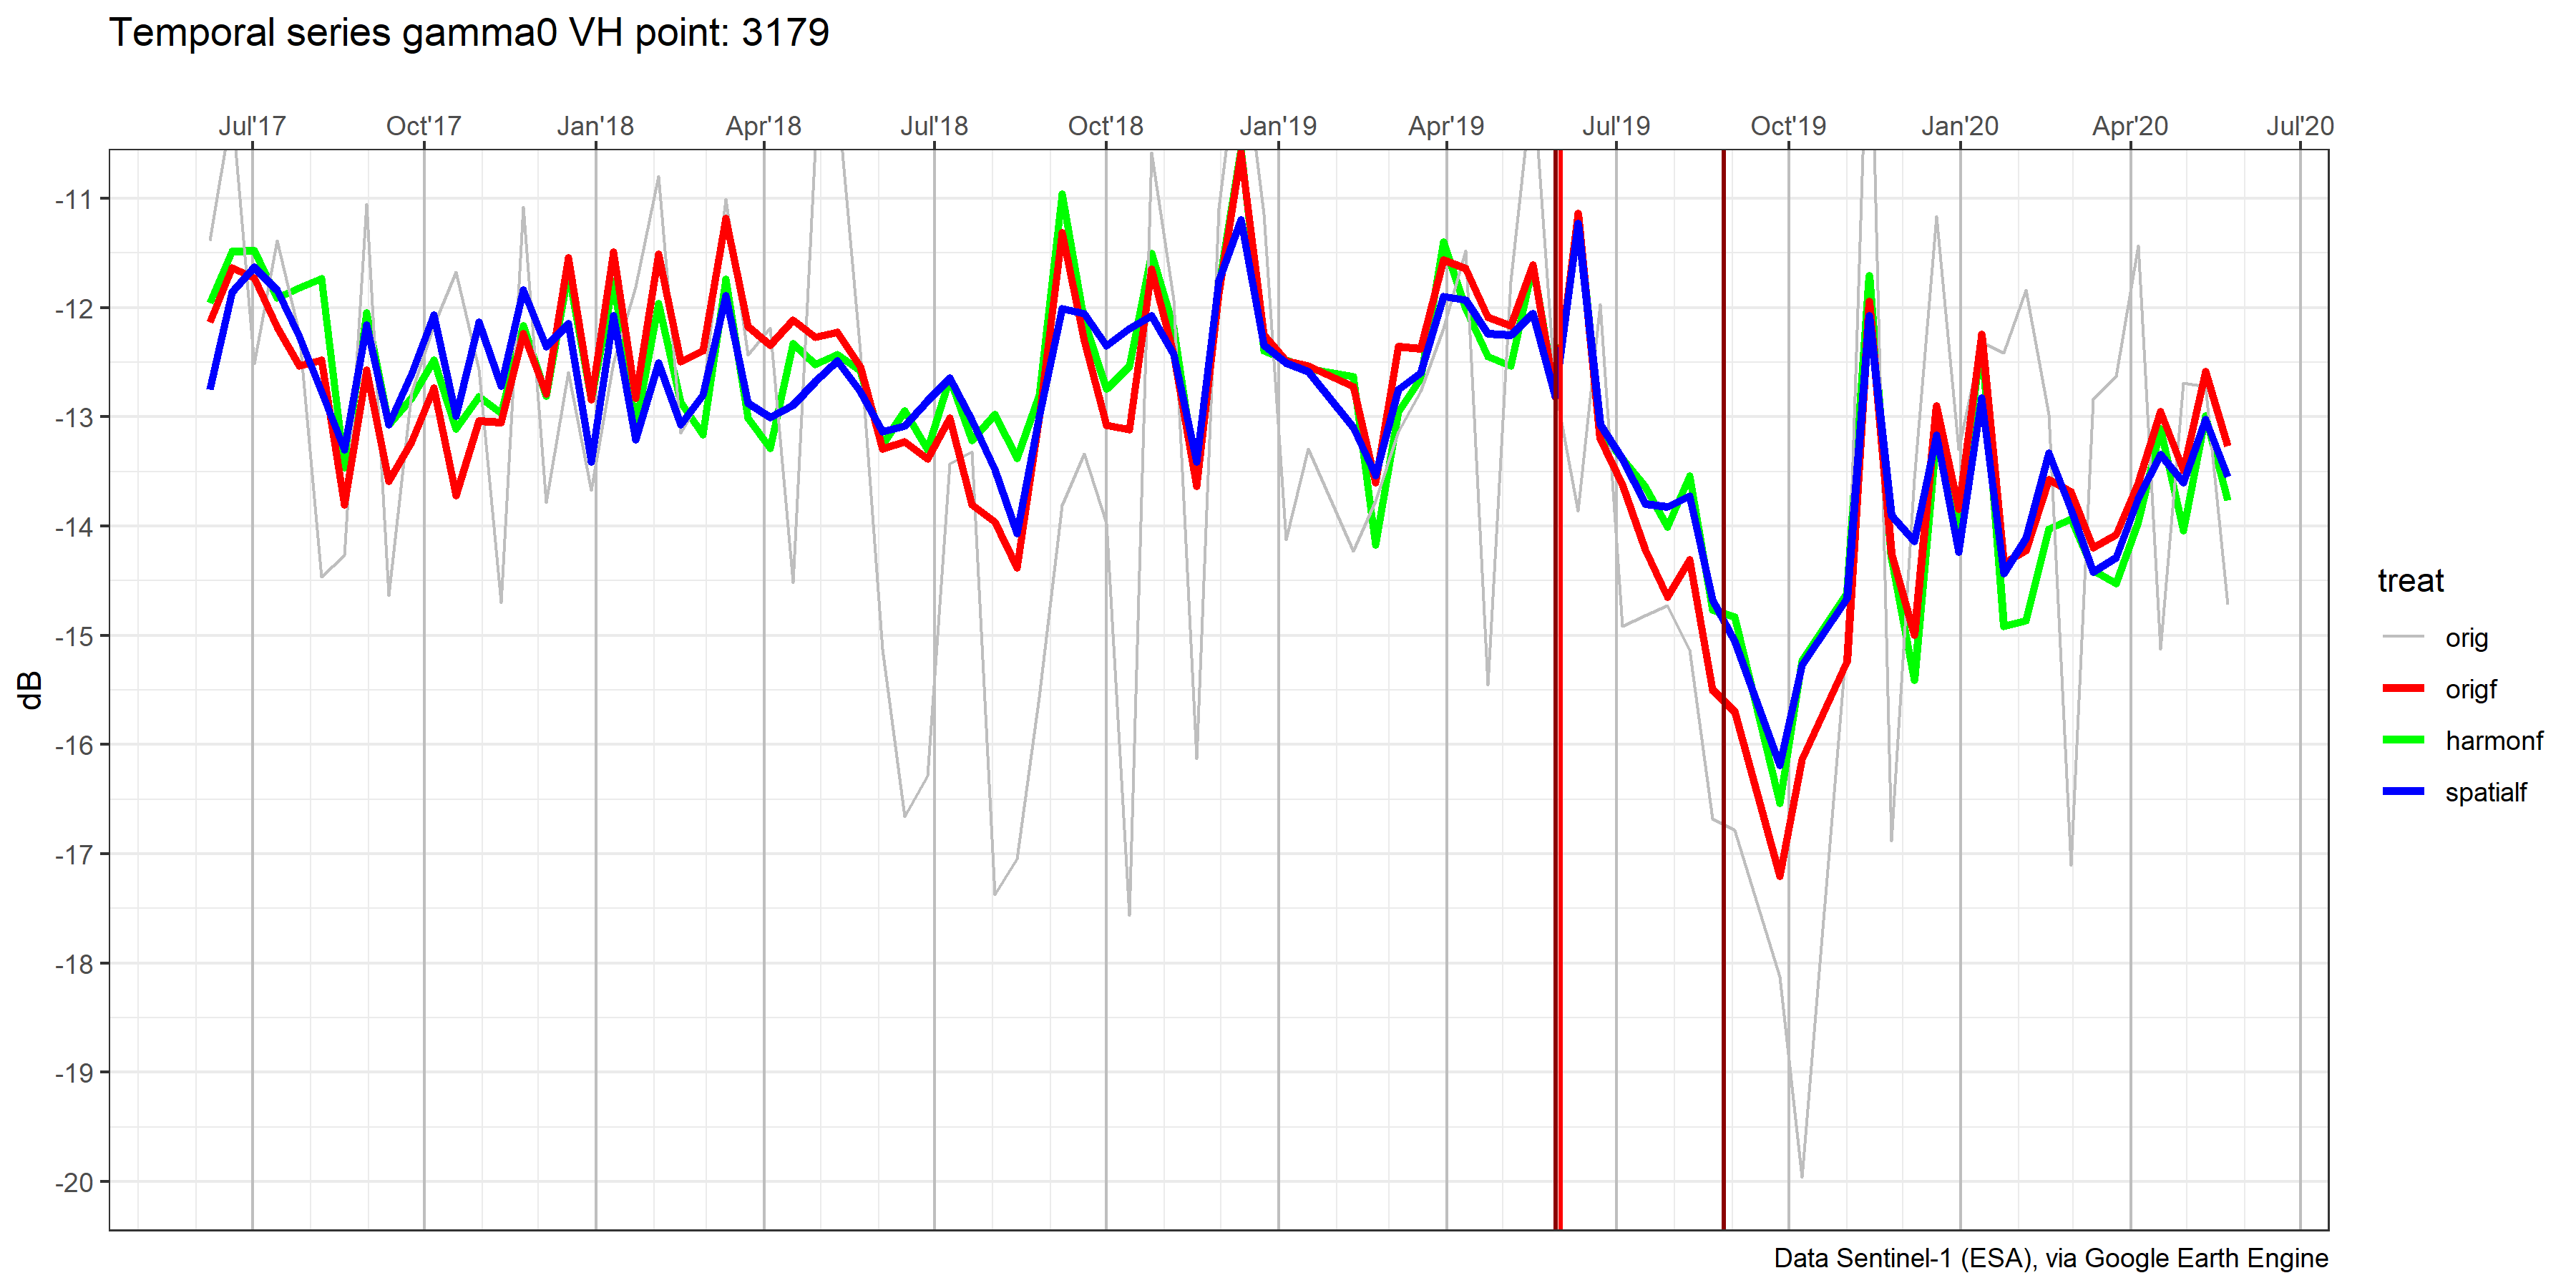 Temporal series gamma0 VH point: 3179
Jul'17 Oct'17 Jan'18 Apr'18 Jul'18 Oct'18 Jan'19 Apr'19 Jul'19 Oct'19 Jan'20 Apr'20 Jul'20
-11
-12
-13
-14
-15
-16
-17
-18
-19
-20
dB
treat
orig
origf
harmonf
spatialf
Data Sentinel-1 (ESA), via Google Earth Engine